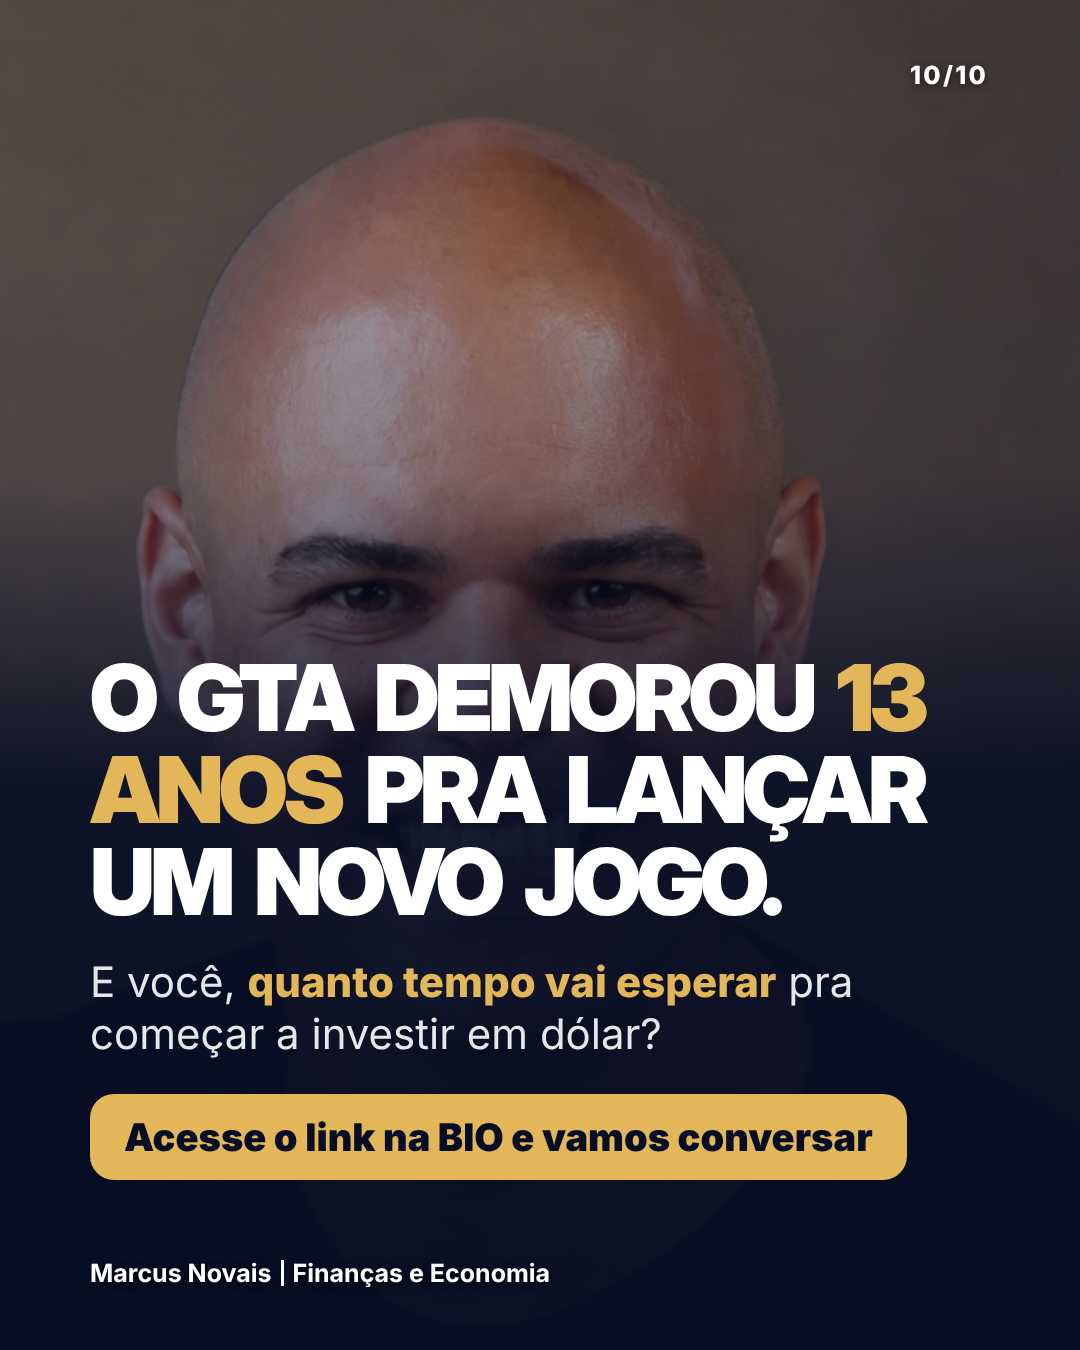 10/10
O GTA DEMOROU 13
ANOS PRA LANÇAR
UM NOVO JOGO.
E você, quanto tempo vai esperar pra
começar a investir em dólar?
Acesse o link na BIO e vamos conversar
Marcus Novais | Finanças e Economia